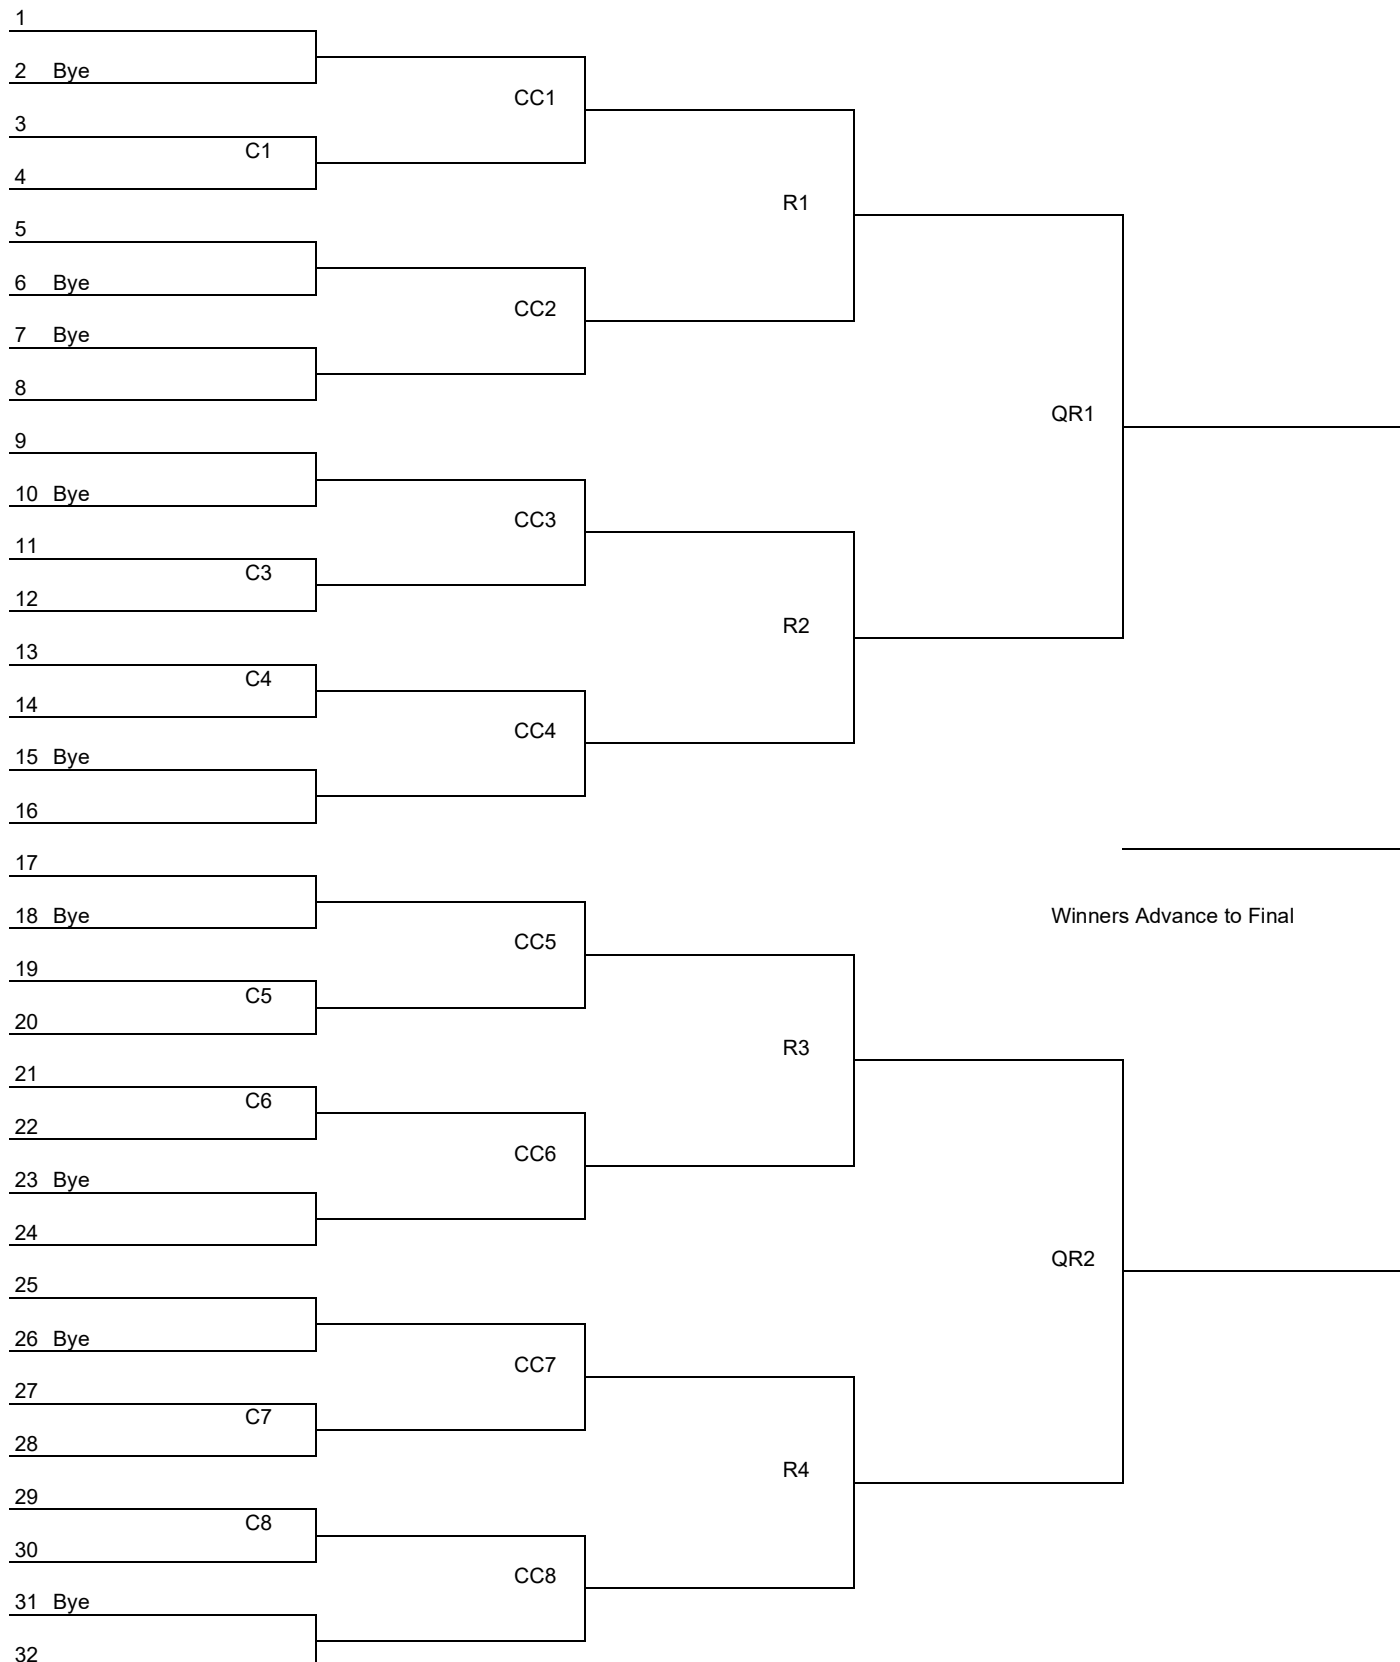 1
2 Bye
CC1
3
C1
4
R1
5
6 Bye
CC2
7 Bye
8
QR1
9
10 Bye
CC3
11
C3
12
R2
13
C4
14
CC4
15 Bye
16
17
18 Bye
Winners Advance to Final
CC5
19
C5
20
R3
21
C6
22
CC6
23 Bye
24
QR2
25
26 Bye
CC7
27
C7
28
R4
29
C8
30
CC8
31 Bye
32